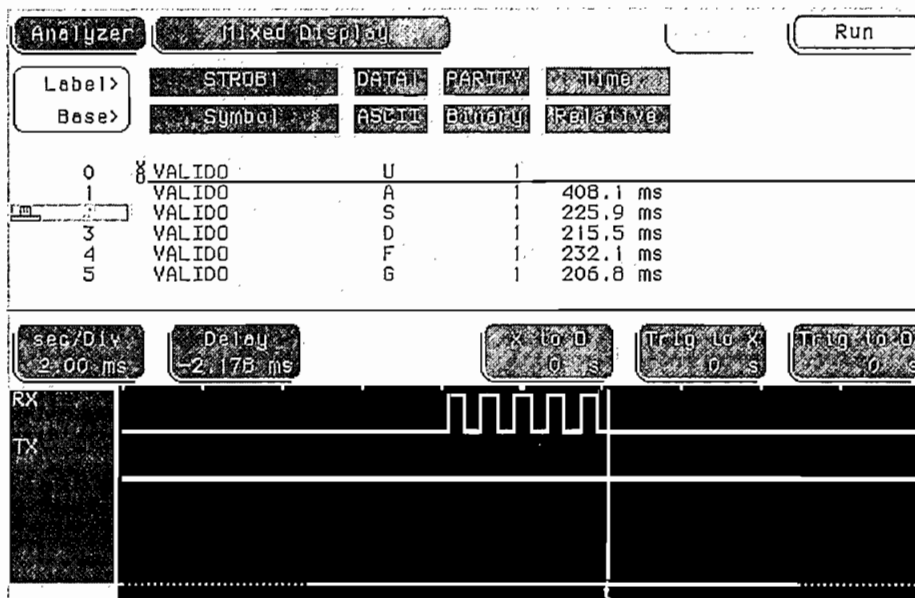 Analyzer Mixed Display Run
Label> STROB1 DATA1 PARITY Time
Base> Symbol ASCII Binary Relative
0 VALIDO U 1
1 VALIDO A 1 408.1 ms
2 VALIDO S 1 225.9 ms
3 VALIDO D 1 215.5 ms
4 VALIDO F 1 232.1 ms
5 VALIDO G 1 206.8 ms
sec/Div Delay X to O Trig to X Trig to O
2.00 ms -2.178 ms 0 s 0 s 0 s
RX
TX